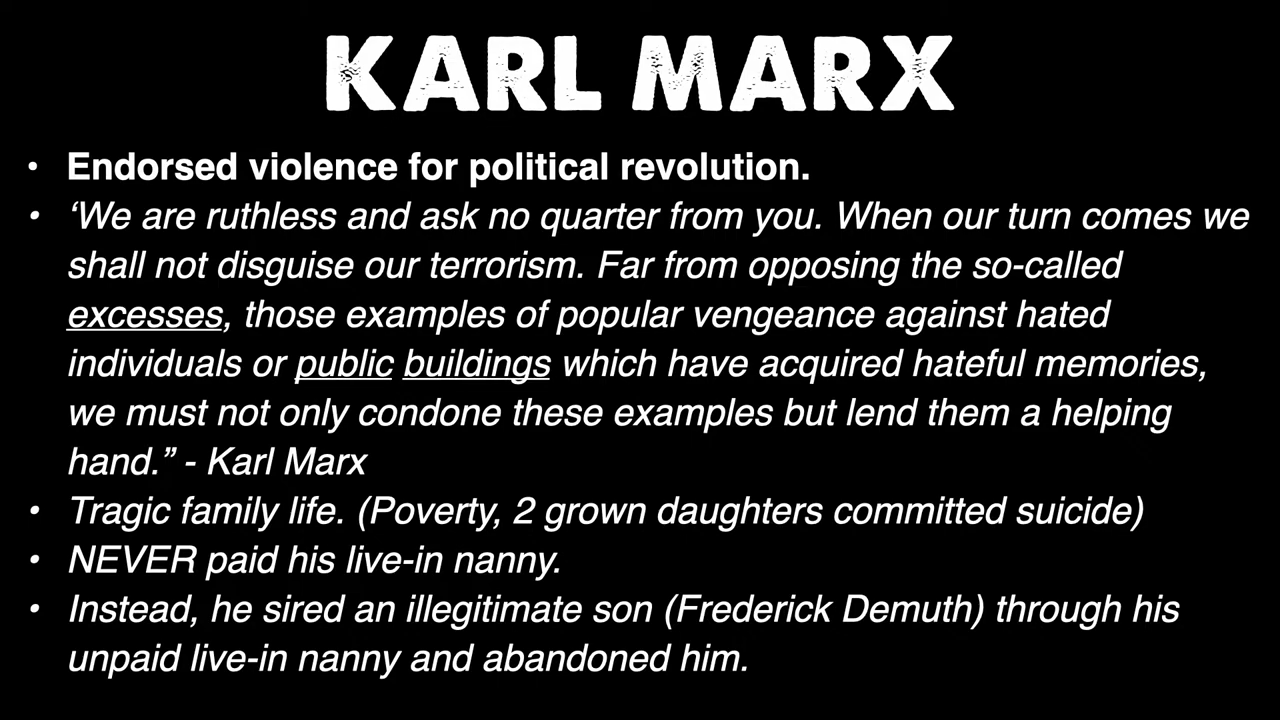 KARL MARX
• Endorsed violence for political revolution.
• ‘We are ruthless and ask no quarter from you. When our turn comes we
shall not disguise our terrorism. Far from opposing the so-called
excesses, those examples of popular vengeance against hated
individuals or public buildings which have acquired hateful memories,
we must not only condone these examples but lend them a helping
hand.” - Karl Marx
• Tragic family life. (Poverty, 2 grown daughters committed suicide)
• NEVER paid his live-in nanny.
• Instead, he sired an illegitimate son (Frederick Demuth) through his
unpaid live-in nanny and abandoned him.